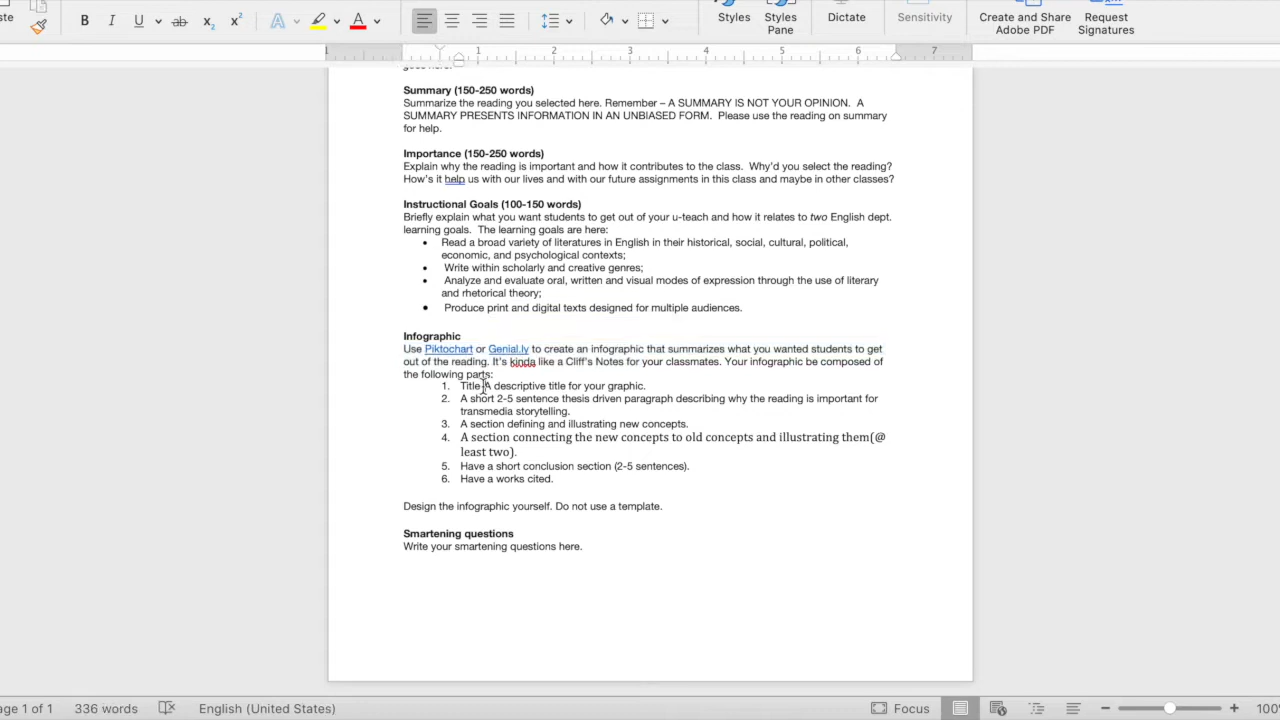 Styles
Styles
Pane
Dictate
Sensitivity
Create and Share
Adobe PDF
Request
Signatures
B I U ab x₂ x² A A
1 1 2 3 4 5 6 7
goes here.
Summary (150-250 words)
Summarize the reading you selected here. Remember – A SUMMARY IS NOT YOUR OPINION.  A
SUMMARY PRESENTS INFORMATION IN AN UNBIASED FORM.  Please use the reading on summary
for help.
Importance (150-250 words)
Explain why the reading is important and how it contributes to the class.  Why'd you select the reading?
How's it help us with our lives and with our future assignments in this class and maybe in other classes?
Instructional Goals (100-150 words)
Briefly explain what you want students to get out of your u-teach and how it relates to two English dept.
learning goals.  The learning goals are here:
• Read a broad variety of literatures in English in their historical, social, cultural, political,
economic, and psychological contexts;
• Write within scholarly and creative genres;
• Analyze and evaluate oral, written and visual modes of expression through the use of literary
and rhetorical theory;
• Produce print and digital texts designed for multiple audiences.
Infographic
Use Piktochart or Genial.ly to create an infographic that summarizes what you wanted students to get
out of the reading. It's kinda like a Cliff's Notes for your classmates. Your infographic be composed of
the following parts:
1. Title-A descriptive title for your graphic.
2. A short 2-5 sentence thesis driven paragraph describing why the reading is important for
transmedia storytelling.
3. A section defining and illustrating new concepts.
4. A section connecting the new concepts to old concepts and illustrating them(@
least two).
5. Have a short conclusion section (2-5 sentences).
6. Have a works cited.
Design the infographic yourself. Do not use a template.
Smartening questions
Write your smartening questions here.
age 1 of 1 336 words English (United States) Focus 100